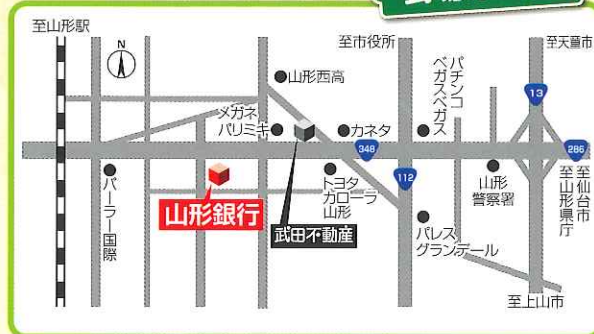 至山形駅
N
至市役所
至天童市
山形西高
パチンコ
ベガスベガス
13
メガネ
パリミキ
カネタ
348
286
至仙台市
至山形県庁
112
パーラー国際
トヨタ
カローラ
山形
山形
警察署
山形銀行
武田不動産
パレス
グランデール
至上山市